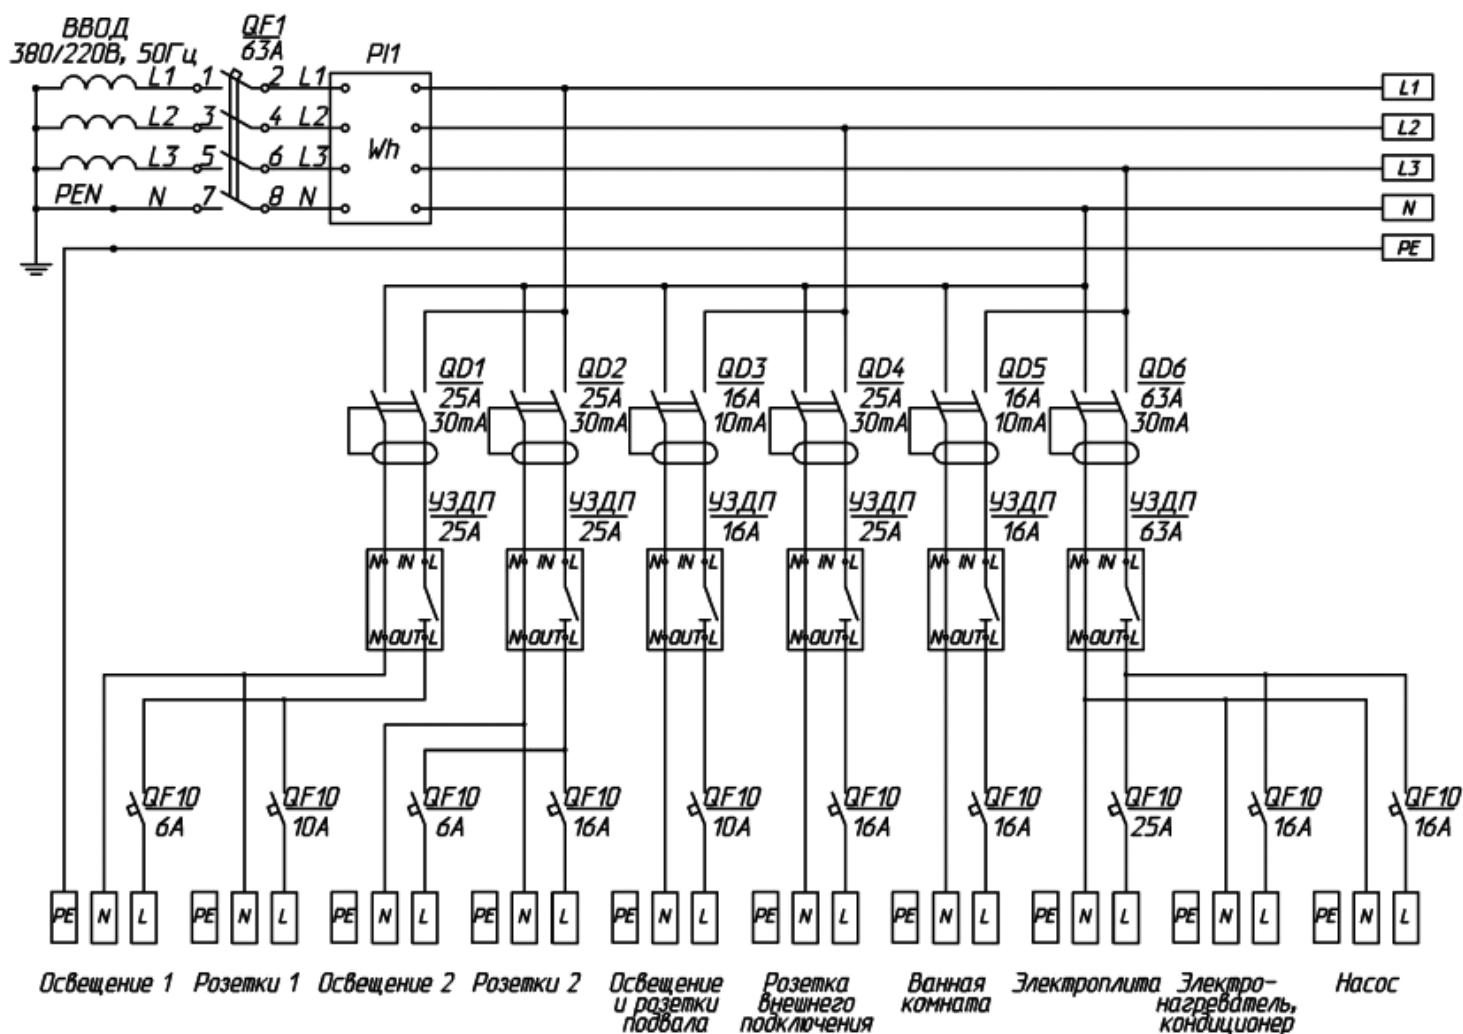 ВВОД
380/220В, 50Гц
QF1
63А
PI1
L1 1 2 L1
L2 3 4 L2
L3 5 6 L3
PEN N 7 8 N
Wh
L1
L2
L3
N
PE
QD1 QD2 QD3 QD4 QD5 QD6
25А 25А 16А 25А 16А 63А
30mA 30mA 10mA 30mA 10mA 30mA
УЗДП УЗДП УЗДП УЗДП УЗДП УЗДП
25А 25А 16А 25А 16А 63А
N IN L N IN L N IN L N IN L N IN L N IN L
N OUT L N OUT L N OUT L N OUT L N OUT L N OUT L
QF10 QF10 QF10 QF10 QF10 QF10 QF10 QF10 QF10 QF10
6А 10А 6А 16А 10А 16А 16А 25А 16А 16А
PE N L PE N L PE N L PE N L PE N L PE N L PE N L PE N L PE N L PE N L
Освещение 1
Розетки 1
Освещение 2
Розетки 2
Освещение
и розетки
подвала
Розетка
внешнего
подключения
Ванная
комната
Электроплита
Электро-
нагреватель,
кондиционер
Насос